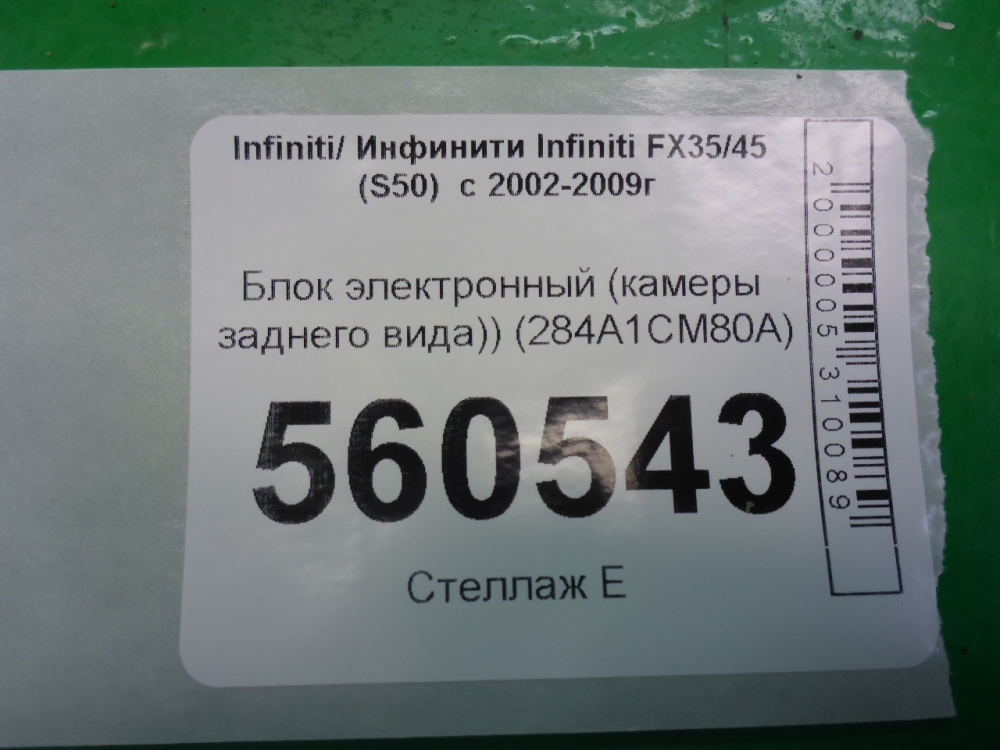 Infiniti/ Инфинити Infiniti FX35/45
(S50) с 2002-2009г
Блок электронный (камеры
заднего вида)) (284A1CM80A)
560543
Стеллаж Е
2000005310089